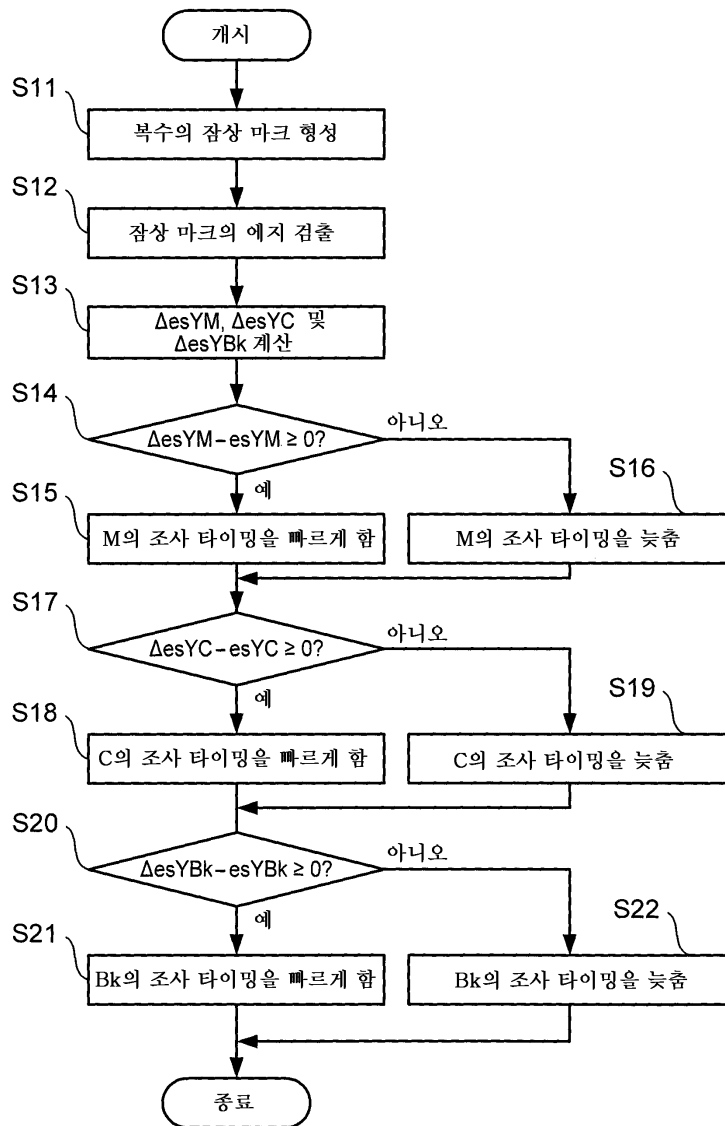 개시
S11
복수의 잠상 마크 형성
S12
잠상 마크의 에지 검출
S13
ΔesYM, ΔesYC 및
ΔesYBk 계산
S14
ΔesYM–esYM ≥ 0?
아니오
예
S15
M의 조사 타이밍을 빠르게 함
S16
M의 조사 타이밍을 늦춤
S17
ΔesYC–esYC ≥ 0?
아니오
예
S18
C의 조사 타이밍을 빠르게 함
S19
C의 조사 타이밍을 늦춤
S20
ΔesYBk–esYBk ≥ 0?
아니오
예
S21
Bk의 조사 타이밍을 빠르게 함
S22
Bk의 조사 타이밍을 늦춤
종료